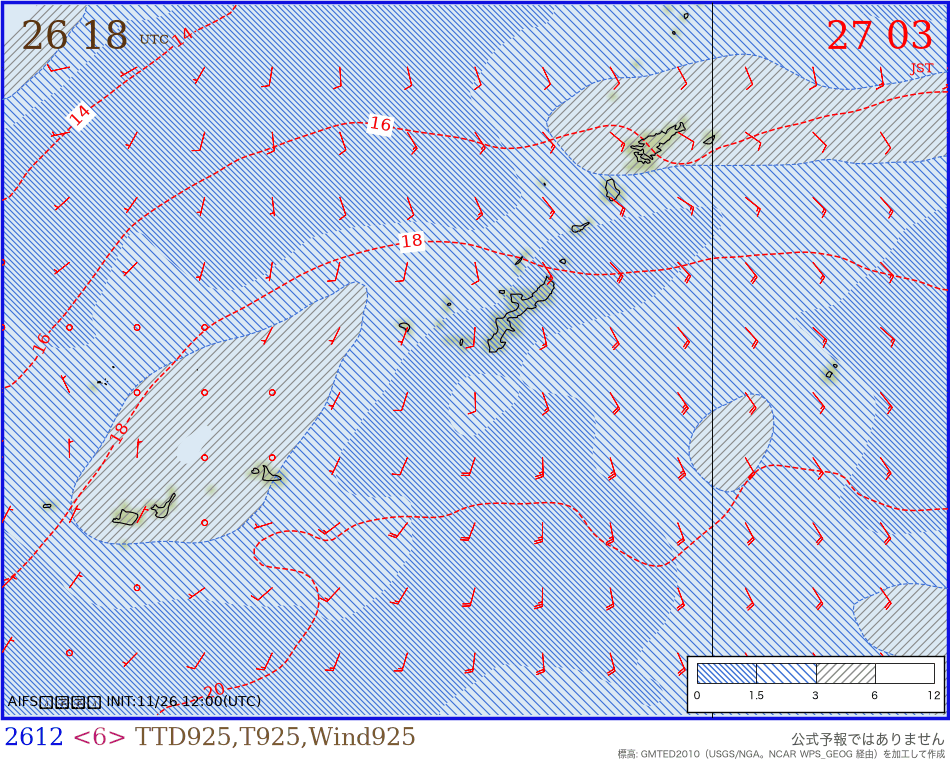 26 18 UTC
27 03
JST
14
14
16
18
16
18
20
AIFS□□□□ INIT:11/26 12:00(UTC)
0 1.5 3 6 12
2612 <6> TTD925,T925,Wind925
公式予報ではありません
標高: GMTED2010（USGS/NGA。NCAR WPS_GEOG 経由）を加工して作成